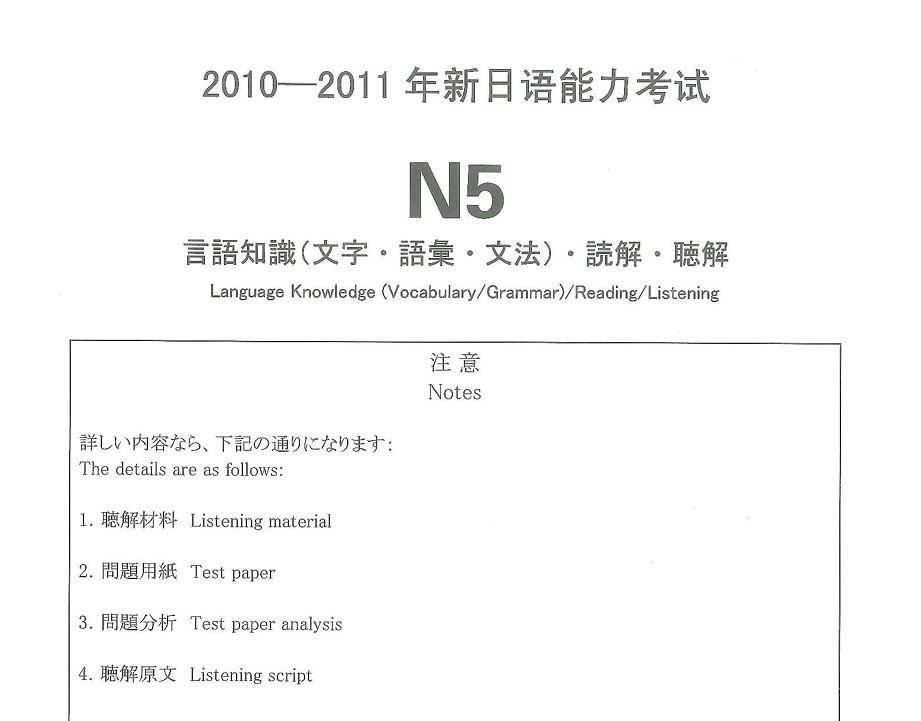 2010—2011 年新日语能力考试
N5
言語知識(文字・語彙・文法)・読解・聴解
Language Knowledge (Vocabulary/Grammar)/Reading/Listening
注 意
Notes
詳しい内容なら、下記の通りになります:
The details are as follows:
1. 聴解材料 Listening material
2. 問題用紙 Test paper
3. 問題分析 Test paper analysis
4. 聴解原文 Listening script